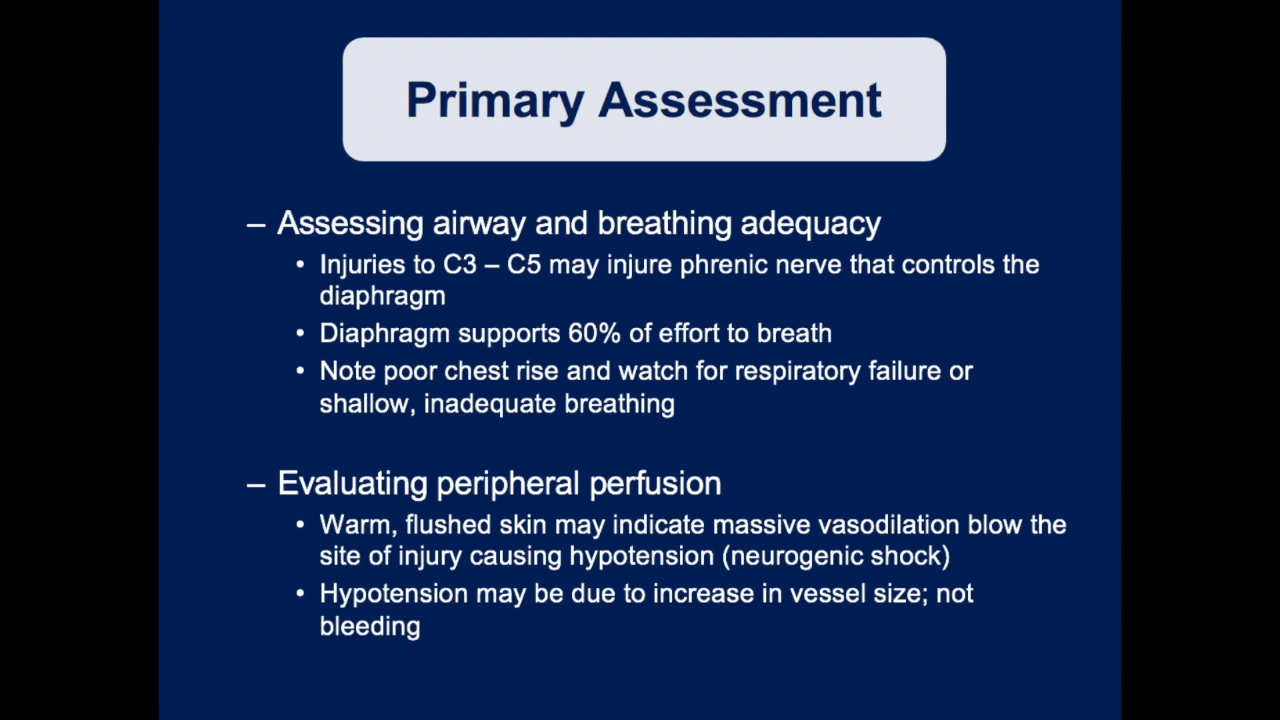 Primary Assessment
– Assessing airway and breathing adequacy
• Injuries to C3 – C5 may injure phrenic nerve that controls the
diaphragm
• Diaphragm supports 60% of effort to breath
• Note poor chest rise and watch for respiratory failure or
shallow, inadequate breathing
– Evaluating peripheral perfusion
• Warm, flushed skin may indicate massive vasodilation blow the
site of injury causing hypotension (neurogenic shock)
• Hypotension may be due to increase in vessel size; not
bleeding